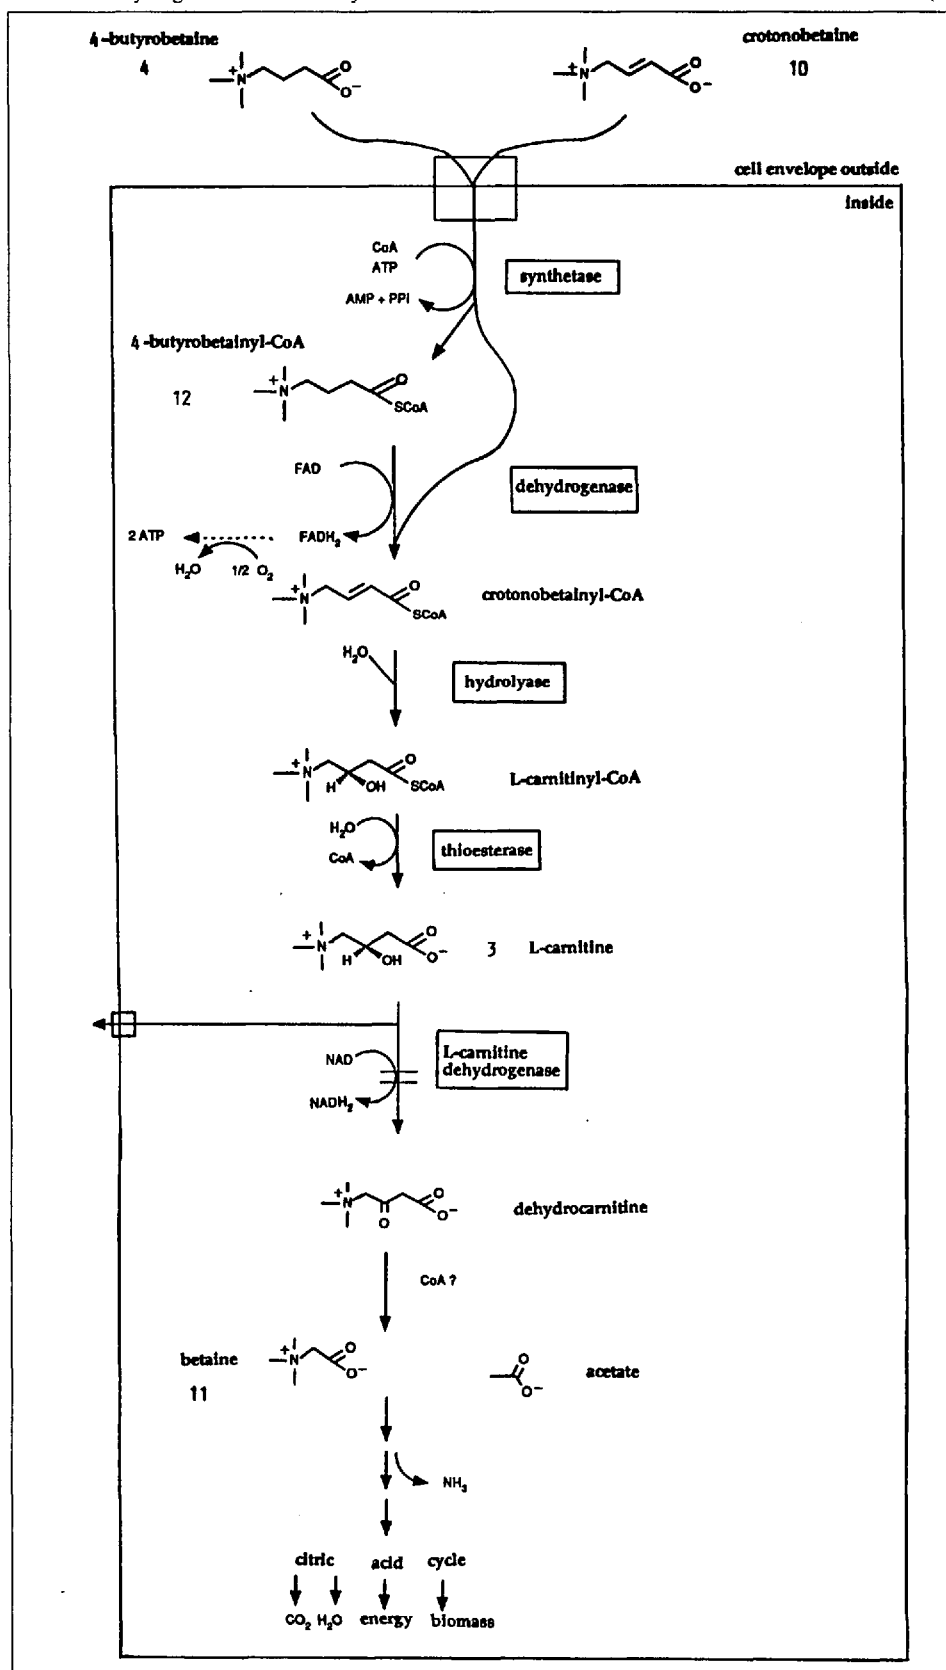 4-butyrobetaine
4
N
+
O
O−
crotonobetaine
10
N
+
O
O−
cell envelope outside
inside
CoA
ATP
AMP + PPI
synthetase
4-butyrobetainyl-CoA
12
N
+
O
SCoA
FAD
FADH2
dehydrogenase
2 ATP
H2O
1/2 O2
N
+
O
SCoA
crotonobetainyl-CoA
H2O
hydrolyase
N
+
H
OH
O
SCoA
L-carnitinyl-CoA
H2O
CoA
thioesterase
N
+
H
OH
O
O−
3
L-carnitine
NAD
NADH2
L-carnitine
dehydrogenase
N
+
O
O
O−
dehydrocarnitine
CoA ?
betaine
11
N
+
O
O−
O
O−
acetate
NH3
citric acid cycle
CO2 H2O energy biomass